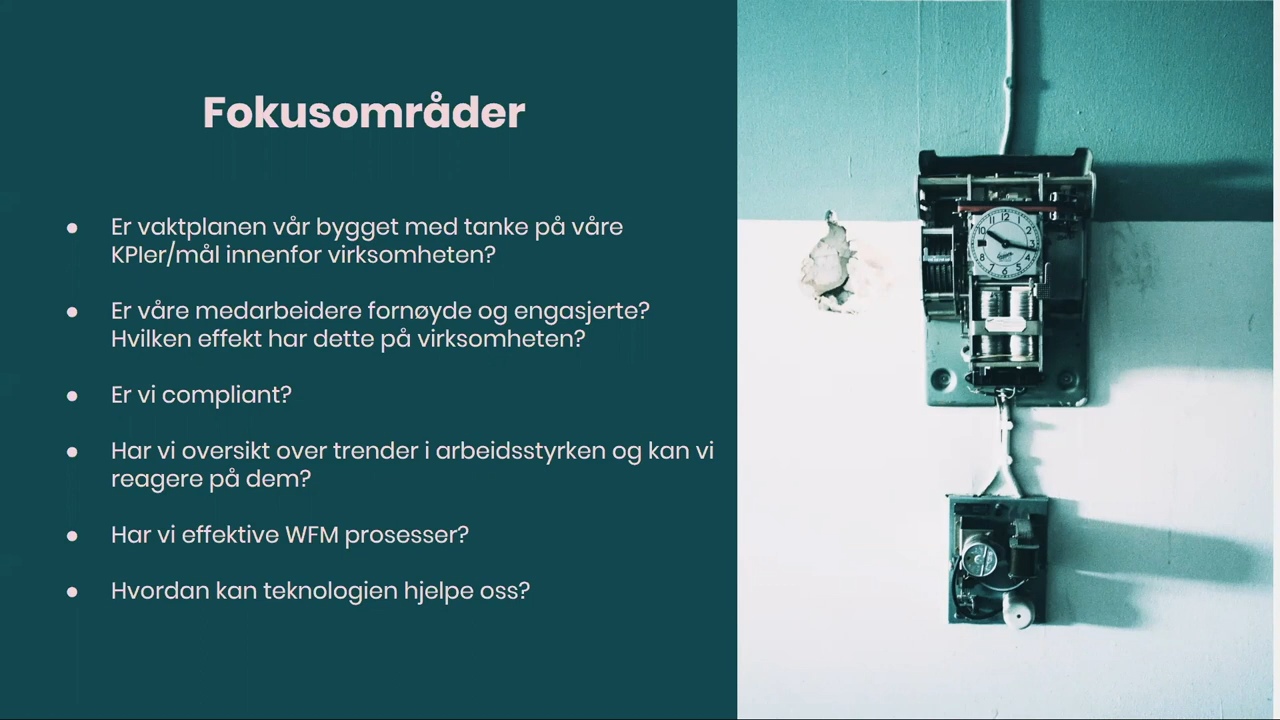 Fokusområder
● Er vaktplanen vår bygget med tanke på våre
KPIer/mål innenfor virksomheten?
● Er våre medarbeidere fornøyde og engasjerte?
Hvilken effekt har dette på virksomheten?
● Er vi compliant?
● Har vi oversikt over trender i arbeidsstyrken og kan vi
reagere på dem?
● Har vi effektive WFM prosesser?
● Hvordan kan teknologien hjelpe oss?